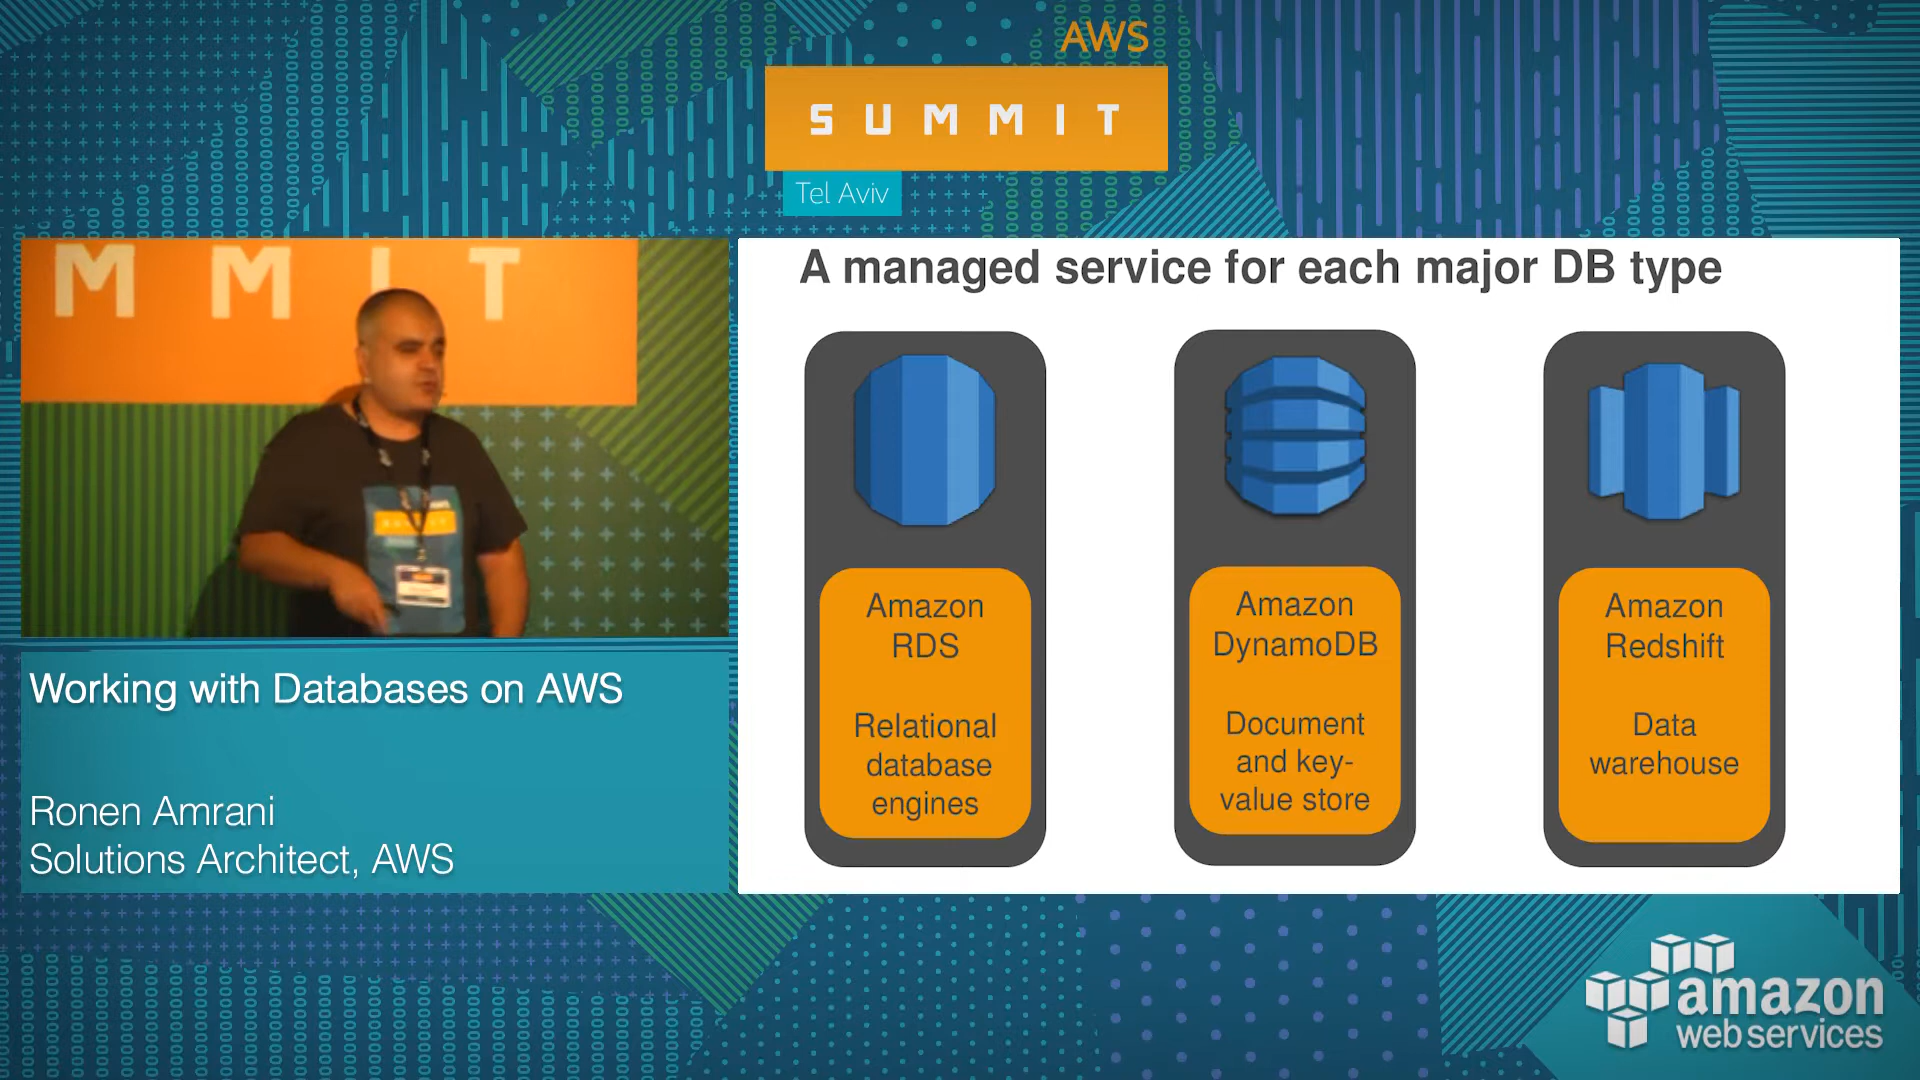 AWS
SUMMIT
Tel Aviv
MMIT
A managed service for each major DB type
Amazon
RDS
Relational
database
engines
Amazon
DynamoDB
Document
and key-
value store
Amazon
Redshift
Data
warehouse
Working with Databases on AWS
Ronen Amrani
Solutions Architect, AWS
amazon
web services